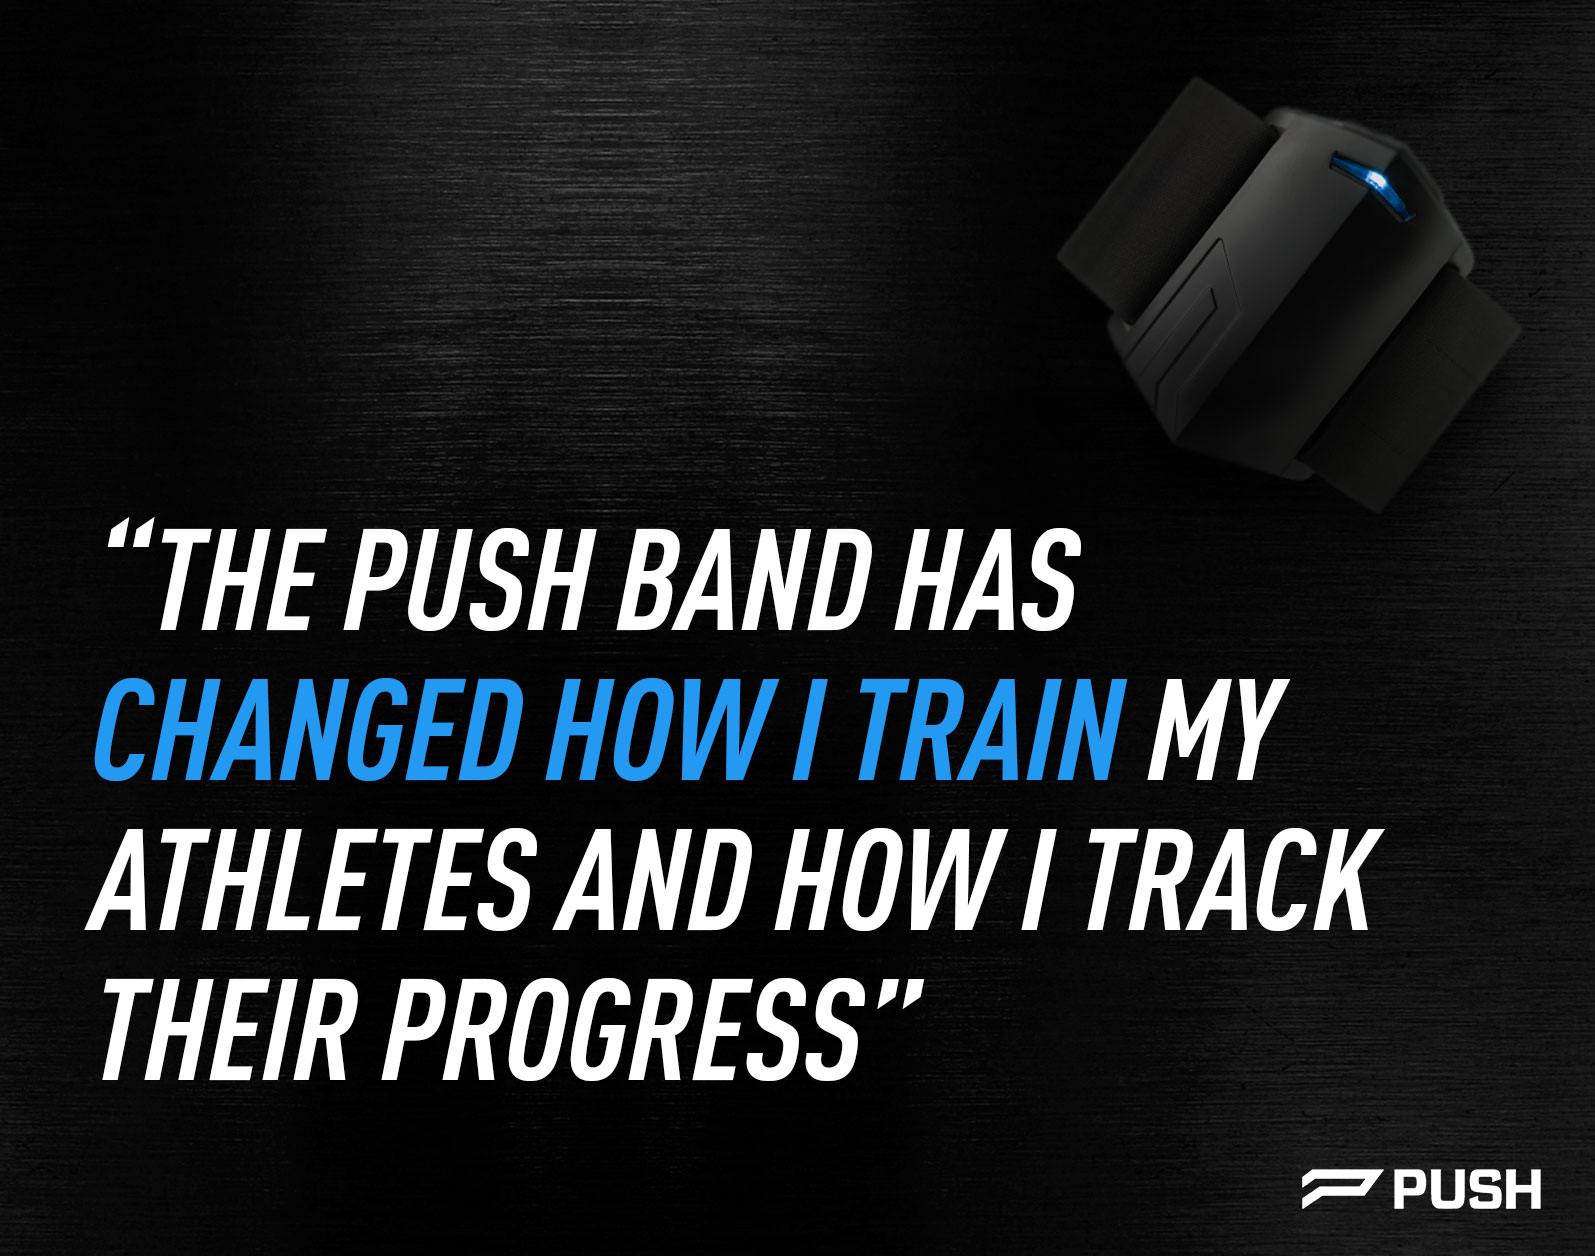 “THE PUSH BAND HAS
CHANGED HOW I TRAIN MY
ATHLETES AND HOW I TRACK
THEIR PROGRESS”
PUSH